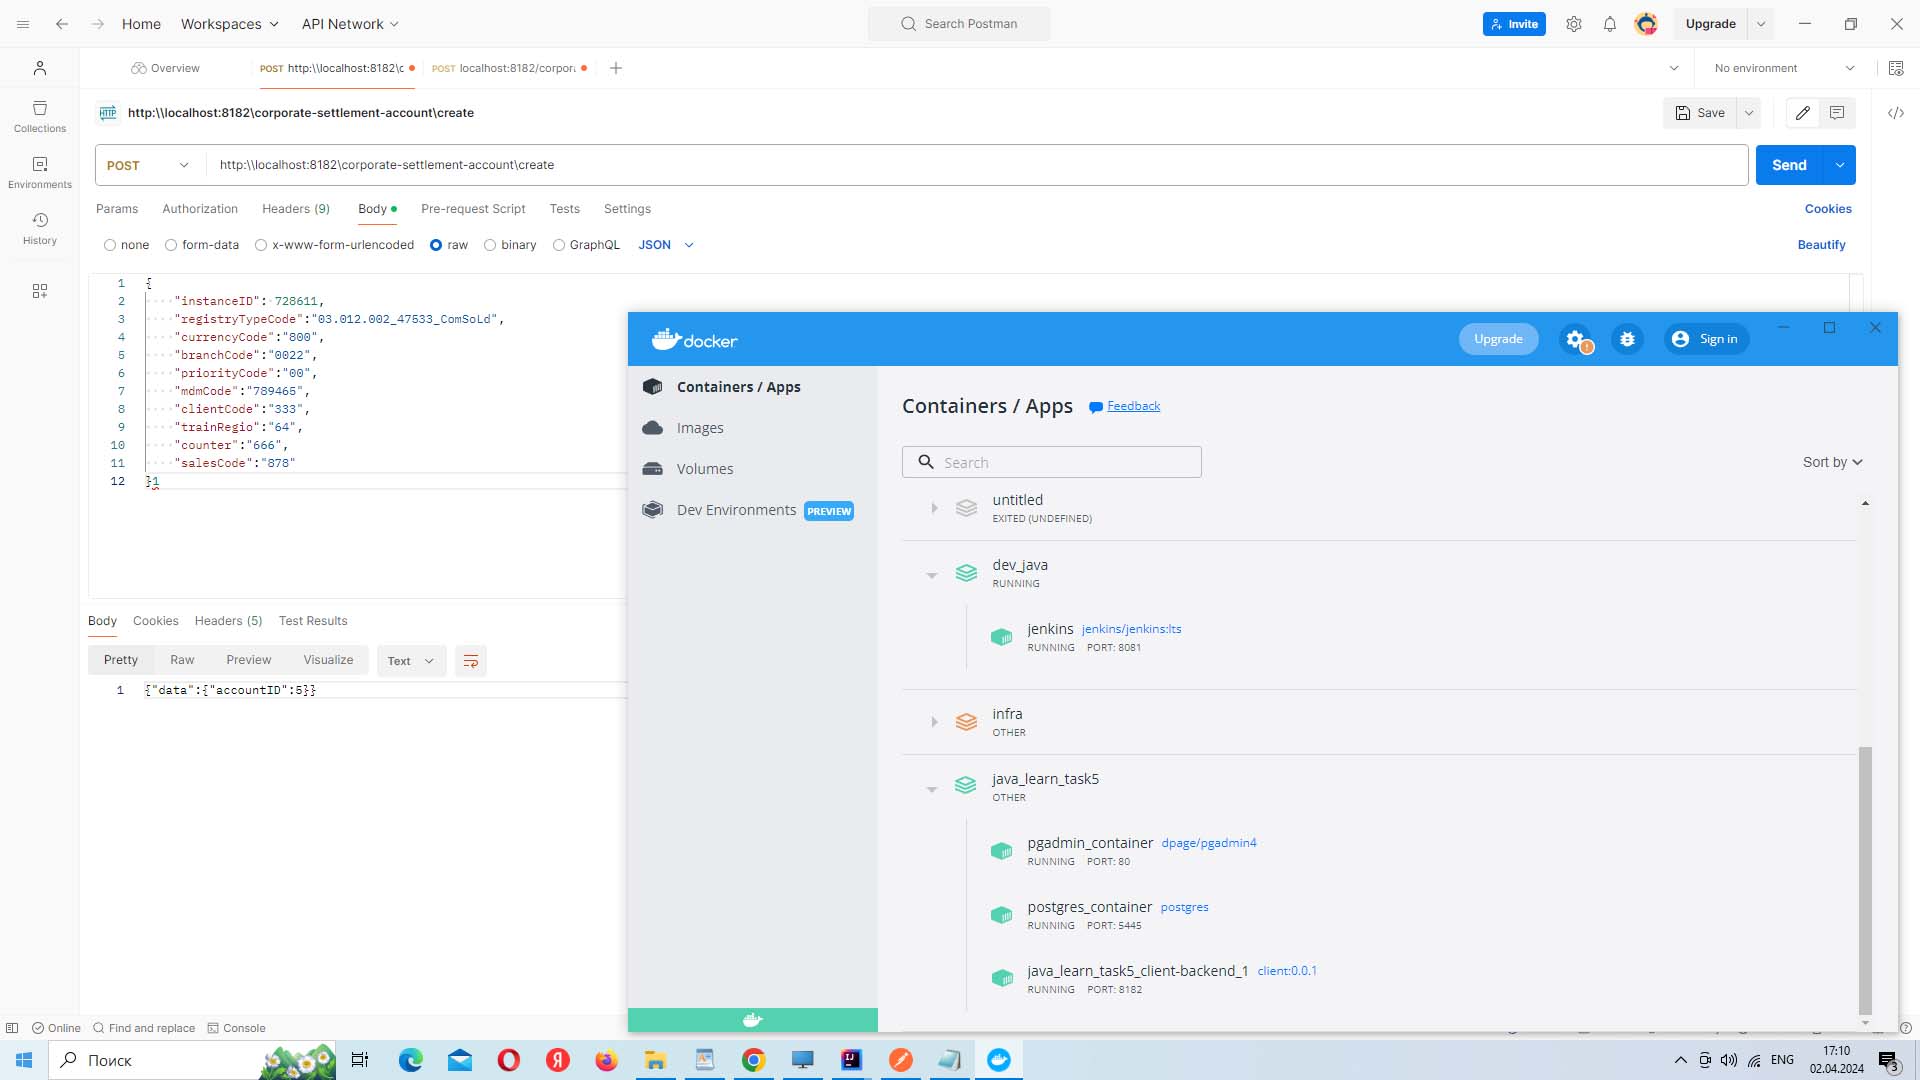 Home Workspaces API Network Search Postman Invite Upgrade
Overview POST http:\\localhost:8182\c POST localhost:8182/corpor No environment
HTTP http:\\localhost:8182\corporate-settlement-account\create Save
Collections
Environments
History
POST http:\\localhost:8182\corporate-settlement-account\create Send
Params Authorization Headers (9) Body Pre-request Script Tests Settings Cookies
none form-data x-www-form-urlencoded raw binary GraphQL JSON Beautify
1 {
2 "instanceID": 728611,
3 "registryTypeCode":"03.012.002_47533_ComSoLd",
4 "currencyCode":"800",
5 "branchCode":"0022",
6 "priorityCode":"00",
7 "mdmCode":"789465",
8 "clientCode":"333",
9 "trainRegio":"64",
10 "counter":"666",
11 "salesCode":"878"
12 }1
Body Cookies Headers (5) Test Results
Pretty Raw Preview Visualize Text
1 {"data":{"accountID":5}}
docker Upgrade Sign in
Containers / Apps
Images
Volumes
Dev Environments PREVIEW
Containers / Apps Feedback
Search Sort by
untitled
EXITED (UNDEFINED)
dev_java
RUNNING
jenkins jenkins/jenkins:lts
RUNNING PORT: 8081
infra
OTHER
java_learn_task5
OTHER
pgadmin_container dpage/pgadmin4
RUNNING PORT: 80
postgres_container postgres
RUNNING PORT: 5445
java_learn_task5_client-backend_1 client:0.0.1
RUNNING PORT: 8182
Online Find and replace Console
Поиск ENG 17:10
02.04.2024 3